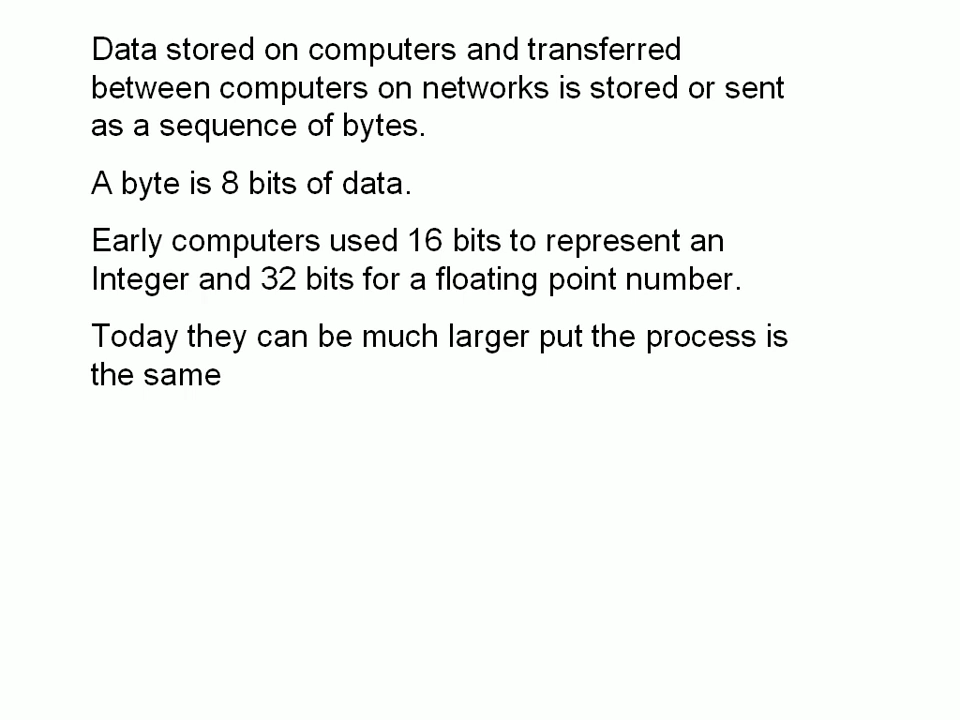 Data stored on computers and transferred
between computers on networks is stored or sent
as a sequence of bytes.
A byte is 8 bits of data.
Early computers used 16 bits to represent an
Integer and 32 bits for a floating point number.
Today they can be much larger put the process is
the same